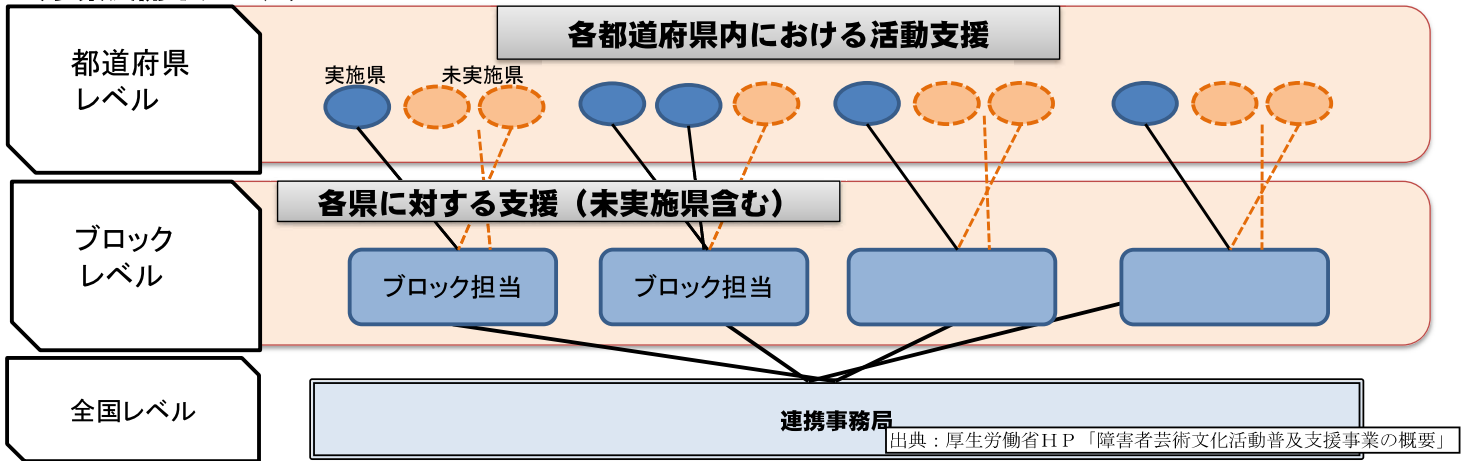 各都道府県内における活動支援
都道府県
レベル
実施県
未実施県
各県に対する支援（未実施県含む）
ブロック
レベル
ブロック担当
ブロック担当
全国レベル
連携事務局
出典：厚生労働省ＨＰ「障害者芸術文化活動普及支援事業の概要」